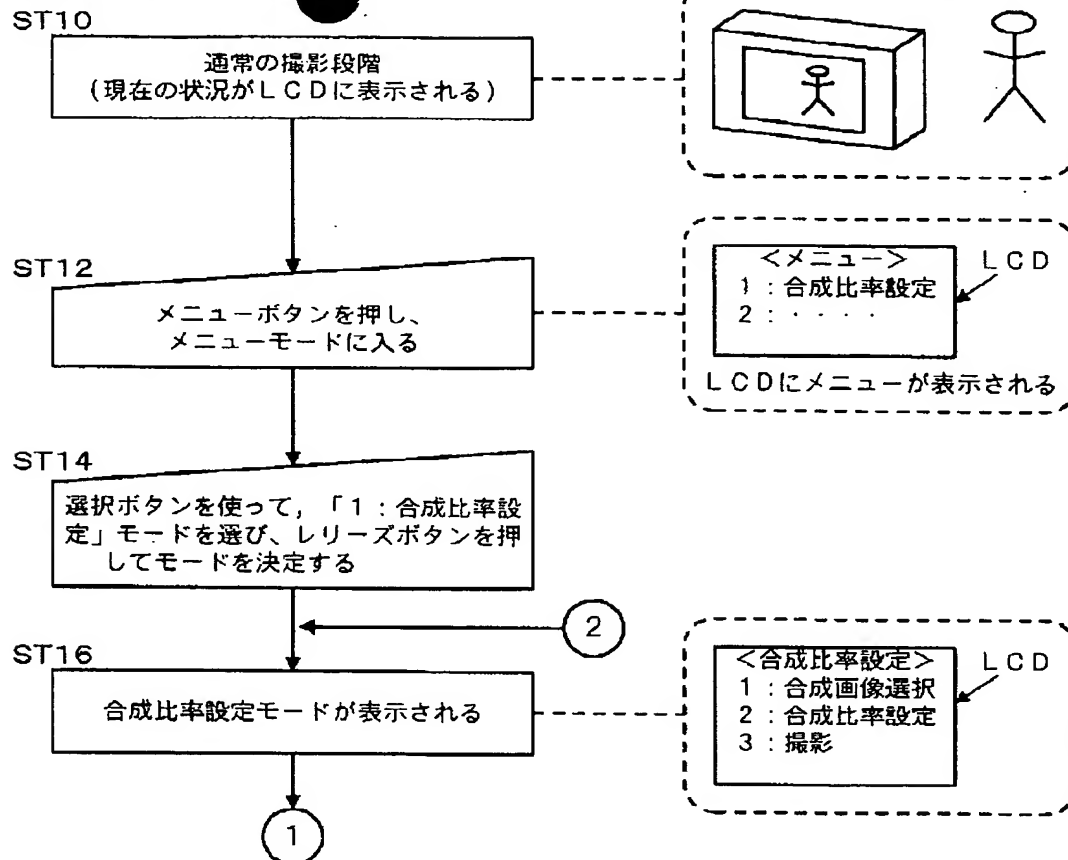 ST10
通常の撮影段階
(現在の状況がLCDに表示される)
ST12
メニューボタンを押し、
メニューモードに入る
<メニュー>
1:合成比率設定
2:・・・・
LCD
LCDにメニューが表示される
ST14
選択ボタンを使って,「1:合成比率設
定」モードを選び、レリーズボタンを押
してモードを決定する
2
ST16
合成比率設定モードが表示される
<合成比率設定>
1:合成画像選択
2:合成比率設定
3:撮影
LCD
1